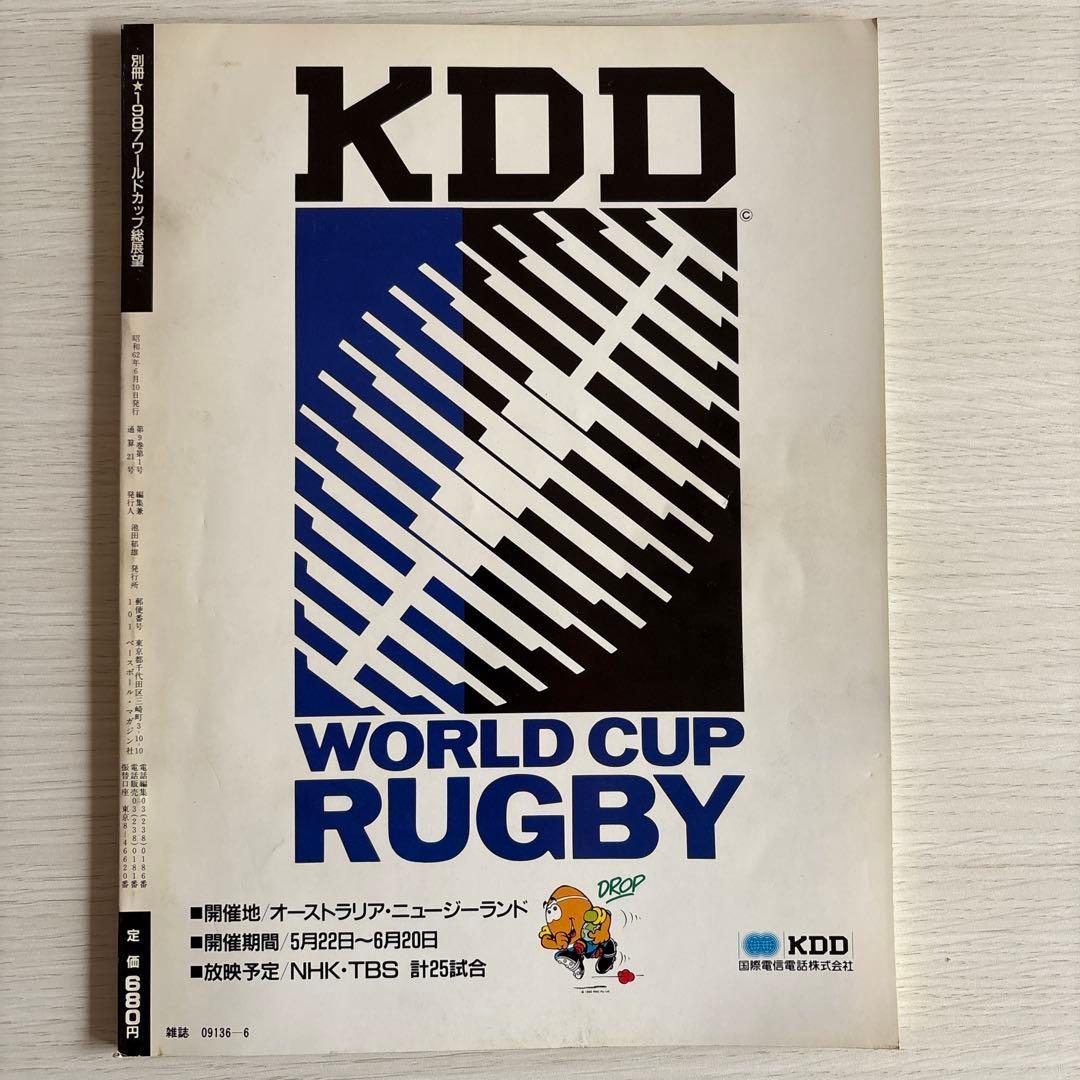 別冊★1987ワールドカップ総展望
昭和62年6月10日発行
第9巻第1号
通算21号
編集兼
発行人
池田郁雄
発行所
郵便番号
101
東京都千代田区三崎町3-10-10
ベースボール・マガジン社
電話編集03(238)0186番
電話販売03(238)0181番
振替口座 東京8-46620番
定価680円
KDD
©
WORLD CUP
RUGBY
DROP
■開催地/オーストラリア・ニュージーランド
■開催期間/5月22日〜6月20日
■放映予定/NHK・TBS 計25試合
KDD
国際電信電話株式会社
雑誌 09136-6